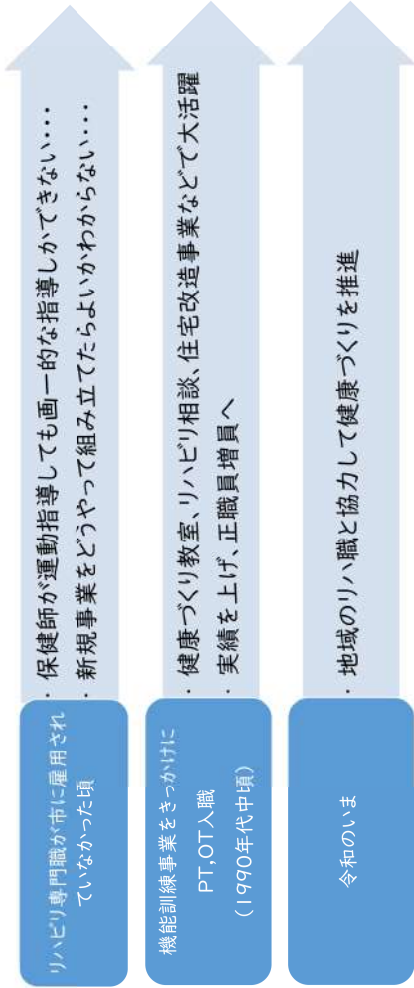 リハビリ専門職が市に雇用され
ていなかった頃
・保健師が運動指導しても画一的な指導しかできない・・・
・新規事業をどうやって組み立てたらよいかわからない・・・
機能訓練事業をきっかけに
PT,OT入職
(1990年代中頃)
・健康づくり教室、リハビリ相談、住宅改造事業などで大活躍
・実績を上げ、正職員増員へ
令和のいま
・地域のリハ職と協力して健康づくりを推進